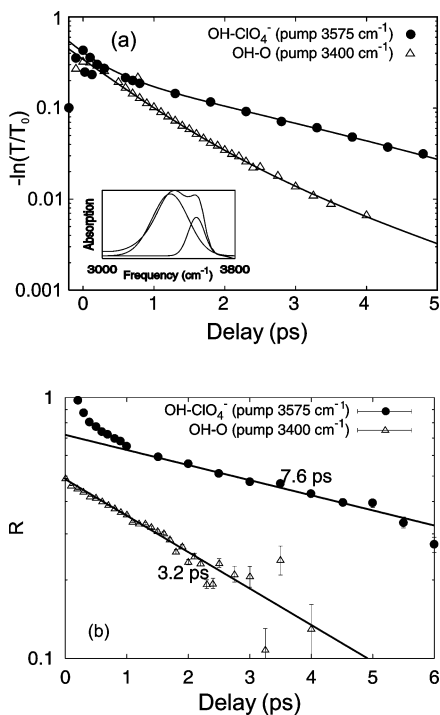 (a)
OH-ClO₄⁻ (pump 3575 cm⁻¹)
OH-O (pump 3400 cm⁻¹)
1
0.1
0.01
0.001
-ln(T/T₀)
Absorption
3000 3800
Frequency (cm⁻¹)
0 1 2 3 4 5
Delay (ps)
1
OH-ClO₄⁻ (pump 3575 cm⁻¹)
OH-O (pump 3400 cm⁻¹)
7.6 ps
R
3.2 ps
(b)
0.1
0 1 2 3 4 5 6
Delay (ps)